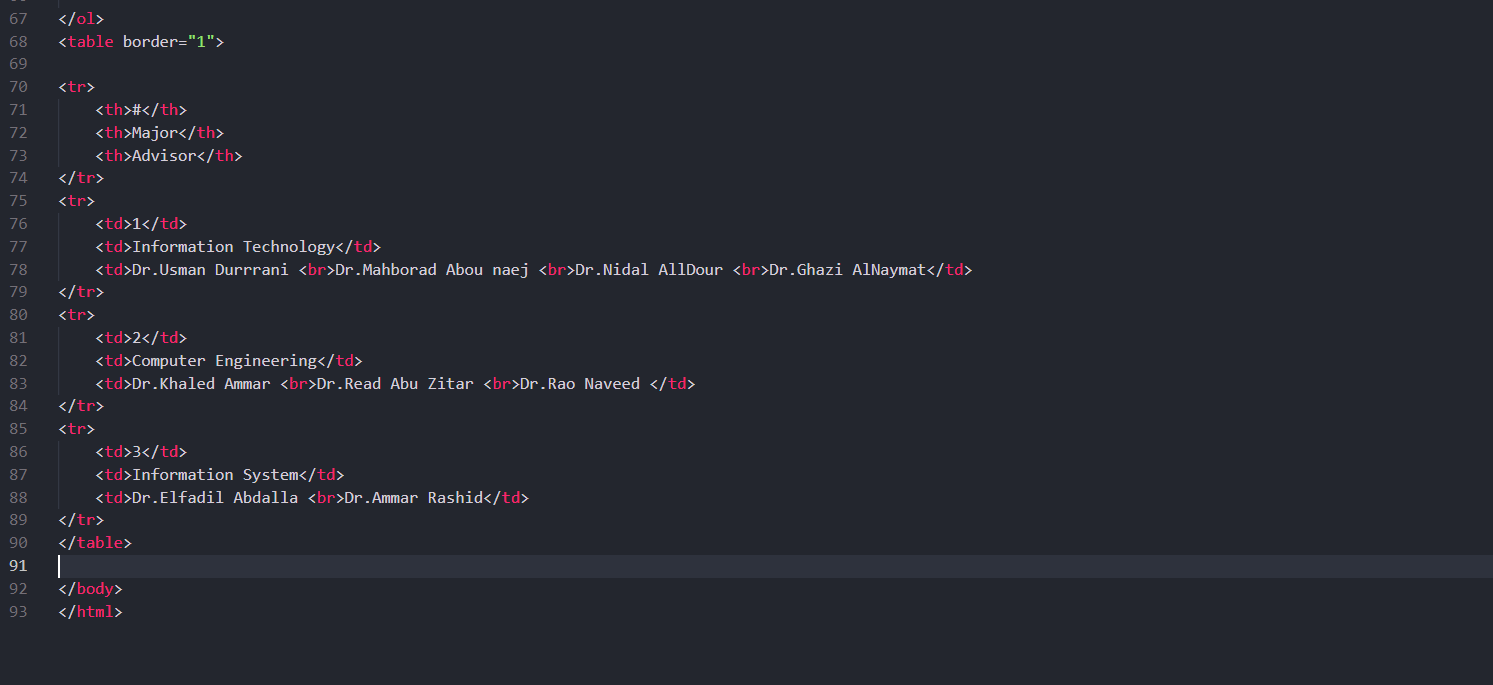 67 </ol>
68 <table border="1">
69
70 <tr>
71     <th>#</th>
72     <th>Major</th>
73     <th>Advisor</th>
74 </tr>
75 <tr>
76     <td>1</td>
77     <td>Information Technology</td>
78     <td>Dr.Usman Durrrani <br>Dr.Mahborad Abou naej <br>Dr.Nidal AllDour <br>Dr.Ghazi AlNaymat</td>
79 </tr>
80 <tr>
81     <td>2</td>
82     <td>Computer Engineering</td>
83     <td>Dr.Khaled Ammar <br>Dr.Read Abu Zitar <br>Dr.Rao Naveed </td>
84 </tr>
85 <tr>
86     <td>3</td>
87     <td>Information System</td>
88     <td>Dr.Elfadil Abdalla <br>Dr.Ammar Rashid</td>
89 </tr>
90 </table>
91
92 </body>
93 </html>